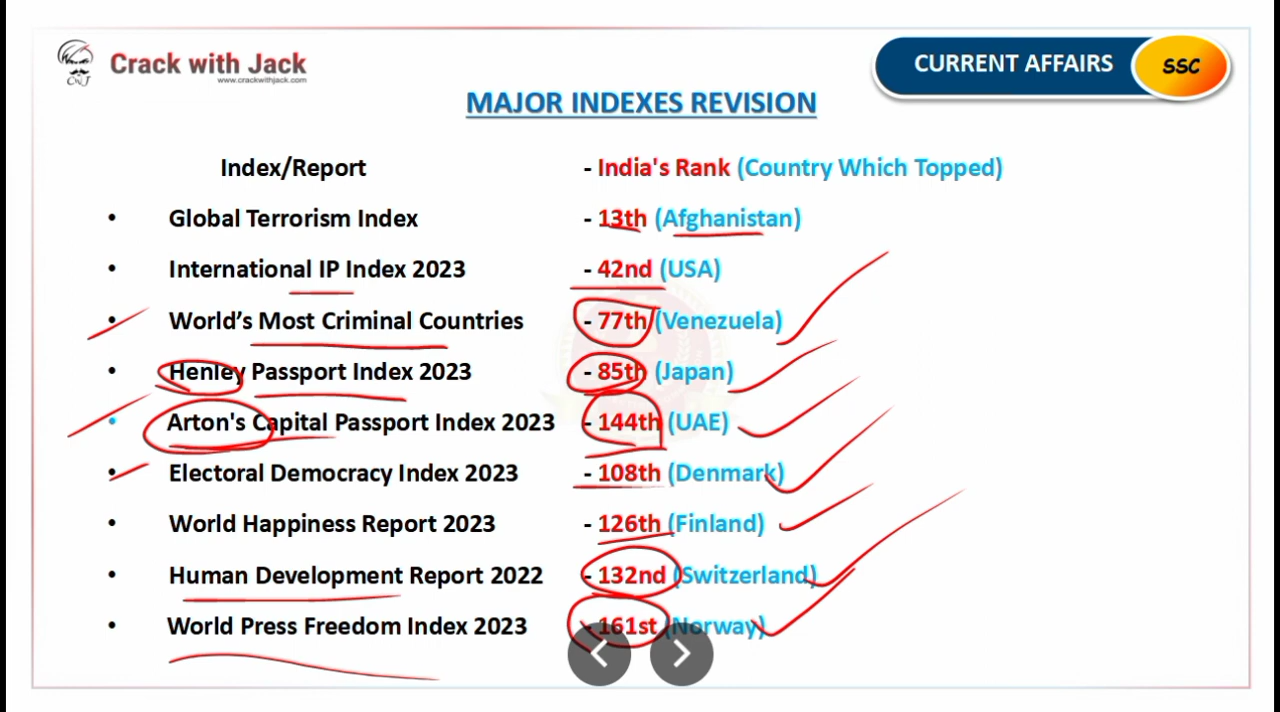 Crack with Jack
www.crackwithjack.com
CWJ
CURRENT AFFAIRS
SSC
MAJOR INDEXES REVISION
Index/Report - India's Rank (Country Which Topped)
• Global Terrorism Index - 13th (Afghanistan)
• International IP Index 2023 - 42nd (USA)
• World’s Most Criminal Countries - 77th (Venezuela)
• Henley Passport Index 2023 - 85th (Japan)
• Arton's Capital Passport Index 2023 - 144th (UAE)
• Electoral Democracy Index 2023 - 108th (Denmark)
• World Happiness Report 2023 - 126th (Finland)
• Human Development Report 2022 - 132nd (Switzerland)
• World Press Freedom Index 2023 - 161st (Norway)